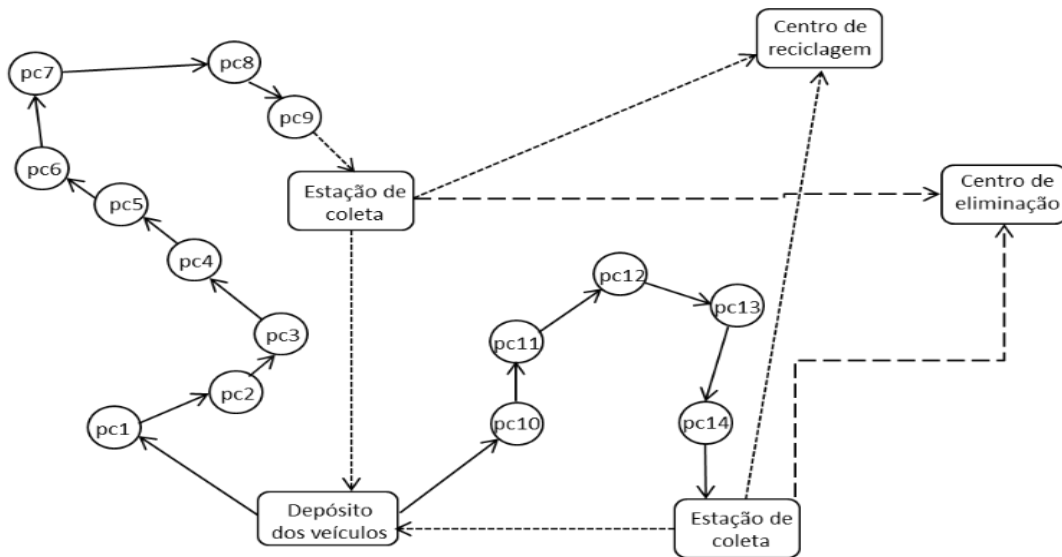 Centro de
reciclagem
pc7
pc8
pc9
pc6
Estação de
coleta
Centro de
eliminação
pc5
pc4
pc12
pc13
pc3
pc11
pc2
pc1
pc10
pc14
Depósito
dos veículos
Estação de
coleta